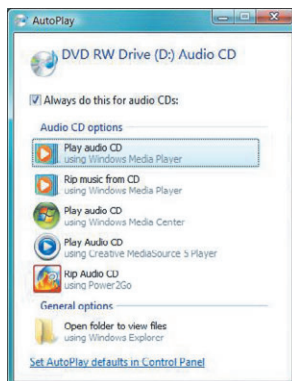 AutoPlay
DVD RW Drive (D:) Audio CD
Always do this for audio CDs:
Audio CD options
Play audio CD
using Windows Media Player
Rip music from CD
using Windows Media Player
Play audio CD
using Windows Media Center
Play Audio CD
using Creative MediaSource 5 Player
Rip Audio CD
using Power2Go
General options
Open folder to view files
using Windows Explorer
Set AutoPlay defaults in Control Panel